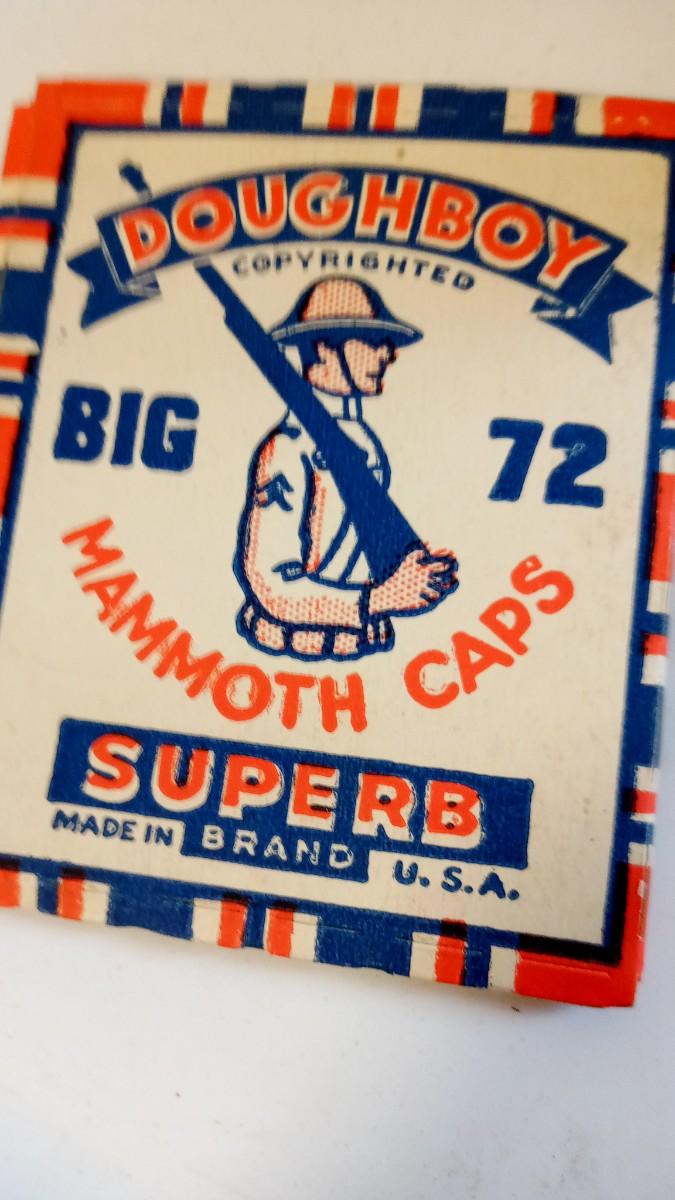 DOUGHBOY
COPYRIGHTED
BIG 72
MAMMOTH CAPS
SUPERB
MADE IN BRAND U.S.A.